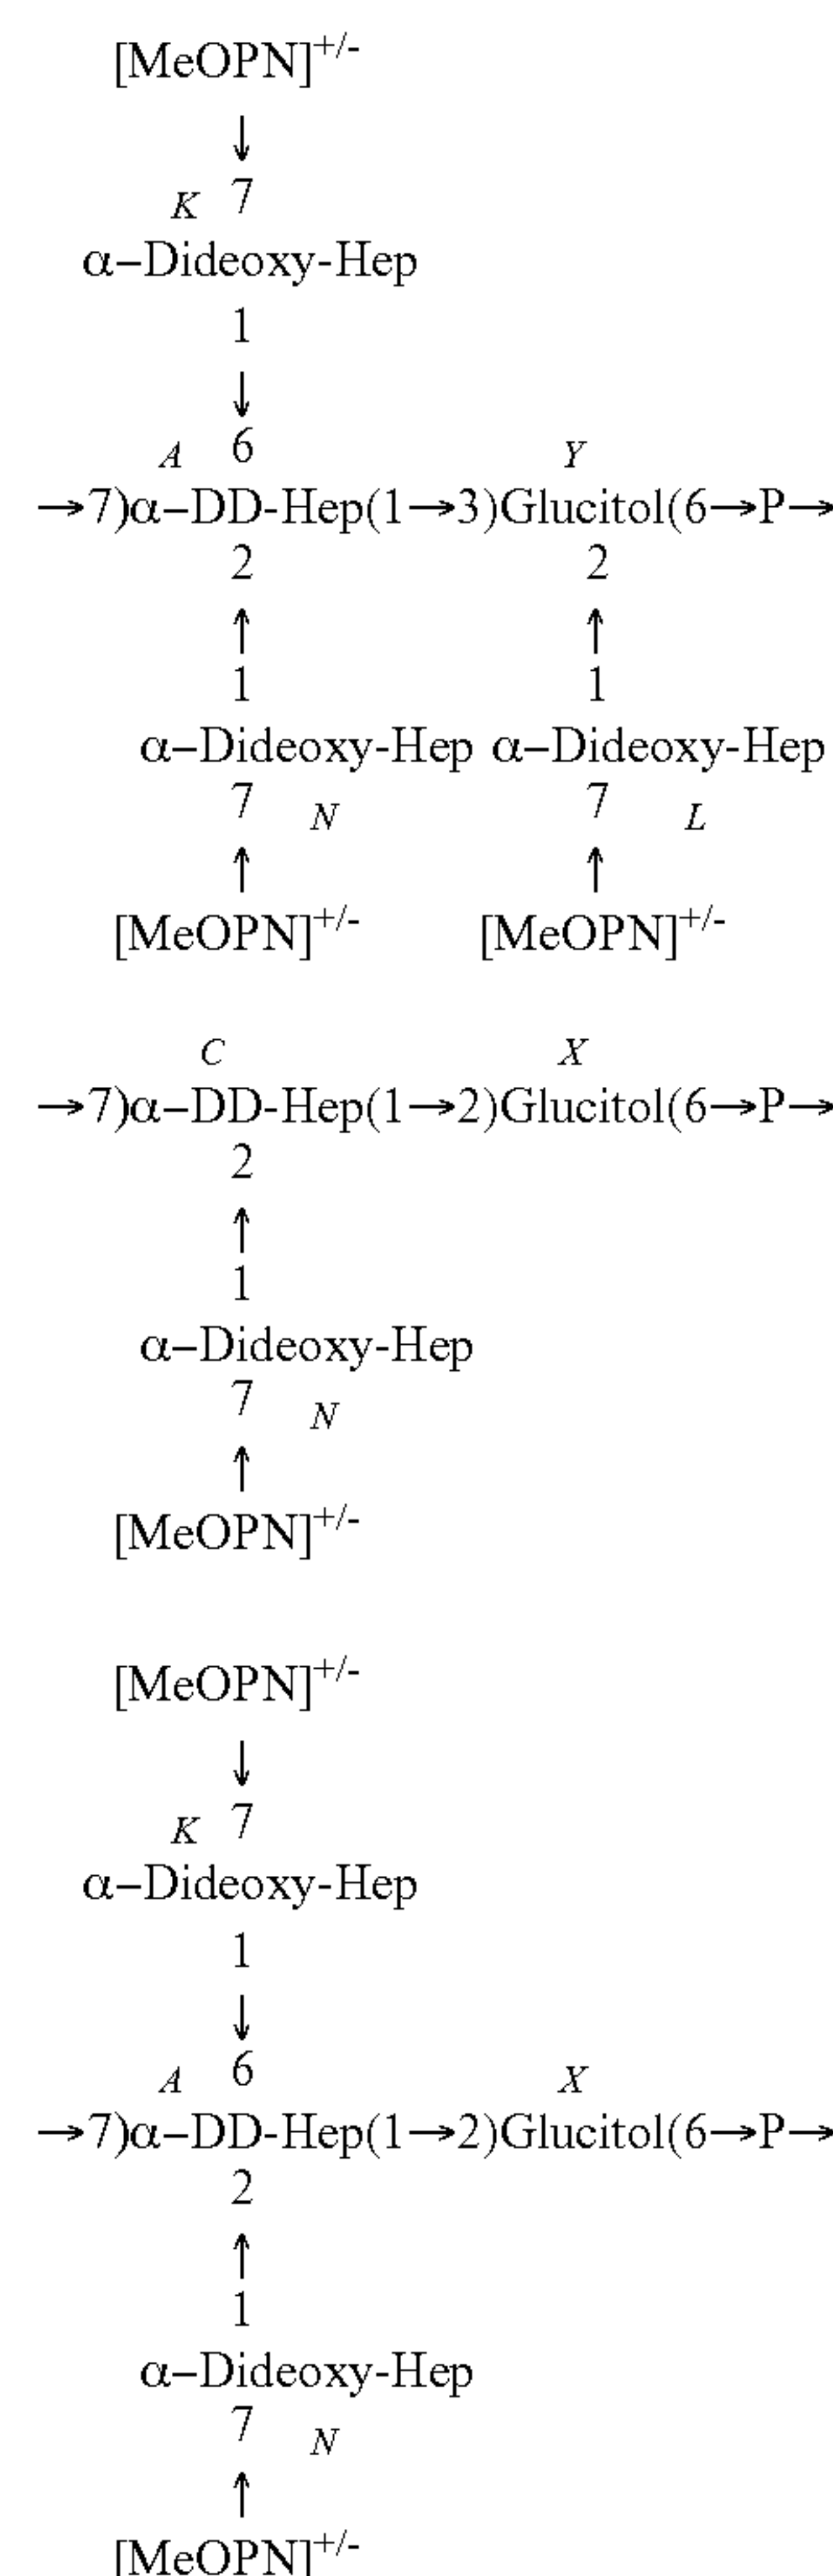 [MeOPN]+/-
↓
K 7
α–Dideoxy-Hep
1
↓
A 6 Y
→7)α–DD-Hep(1→3)Glucitol(6→P→
2 2
↑ ↑
1 1
α–Dideoxy-Hep α–Dideoxy-Hep
7 N 7 L
↑ ↑
[MeOPN]+/- [MeOPN]+/-
C X
→7)α–DD-Hep(1→2)Glucitol(6→P→
2
↑
1
α–Dideoxy-Hep
7 N
↑
[MeOPN]+/-
[MeOPN]+/-
↓
K 7
α–Dideoxy-Hep
1
↓
A 6 X
→7)α–DD-Hep(1→2)Glucitol(6→P→
2
↑
1
α–Dideoxy-Hep
7 N
↑
[MeOPN]+/-